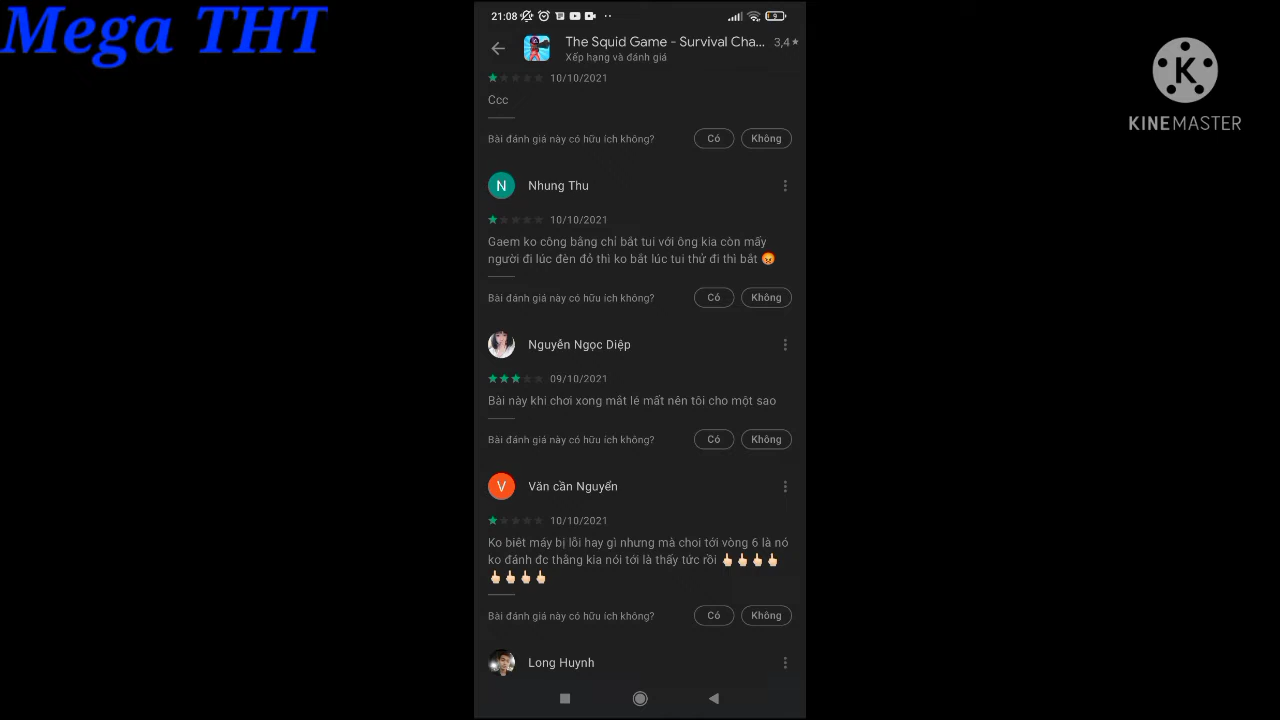 Mega THT
21:08
9
The Squid Game - Survival Cha... 3,4★
Xếp hạng và đánh giá
10/10/2021
Ccc
Bài đánh giá này có hữu ích không? Có Không
N Nhung Thu
10/10/2021
Gaem ko công bằng chỉ bắt tui với ông kia còn mấy
người đi lúc đèn đỏ thì ko bắt lúc tui thử đi thì bắt 😡
Bài đánh giá này có hữu ích không? Có Không
Nguyễn Ngọc Diệp
09/10/2021
Bài này khi chơi xong mắt lé mất nên tôi cho một sao
Bài đánh giá này có hữu ích không? Có Không
V Văn cần Nguyển
10/10/2021
Ko biêt máy bị lôi hay gì nhưng mà choi tới vòng 6 là nó
ko đánh đc thằng kia nói tới là thấy tức rồi 👆🏻👆🏻👆🏻👆🏻
👆🏻👆🏻👆🏻👆🏻
Bài đánh giá này có hữu ích không? Có Không
Long Huynh
K
KINEMASTER